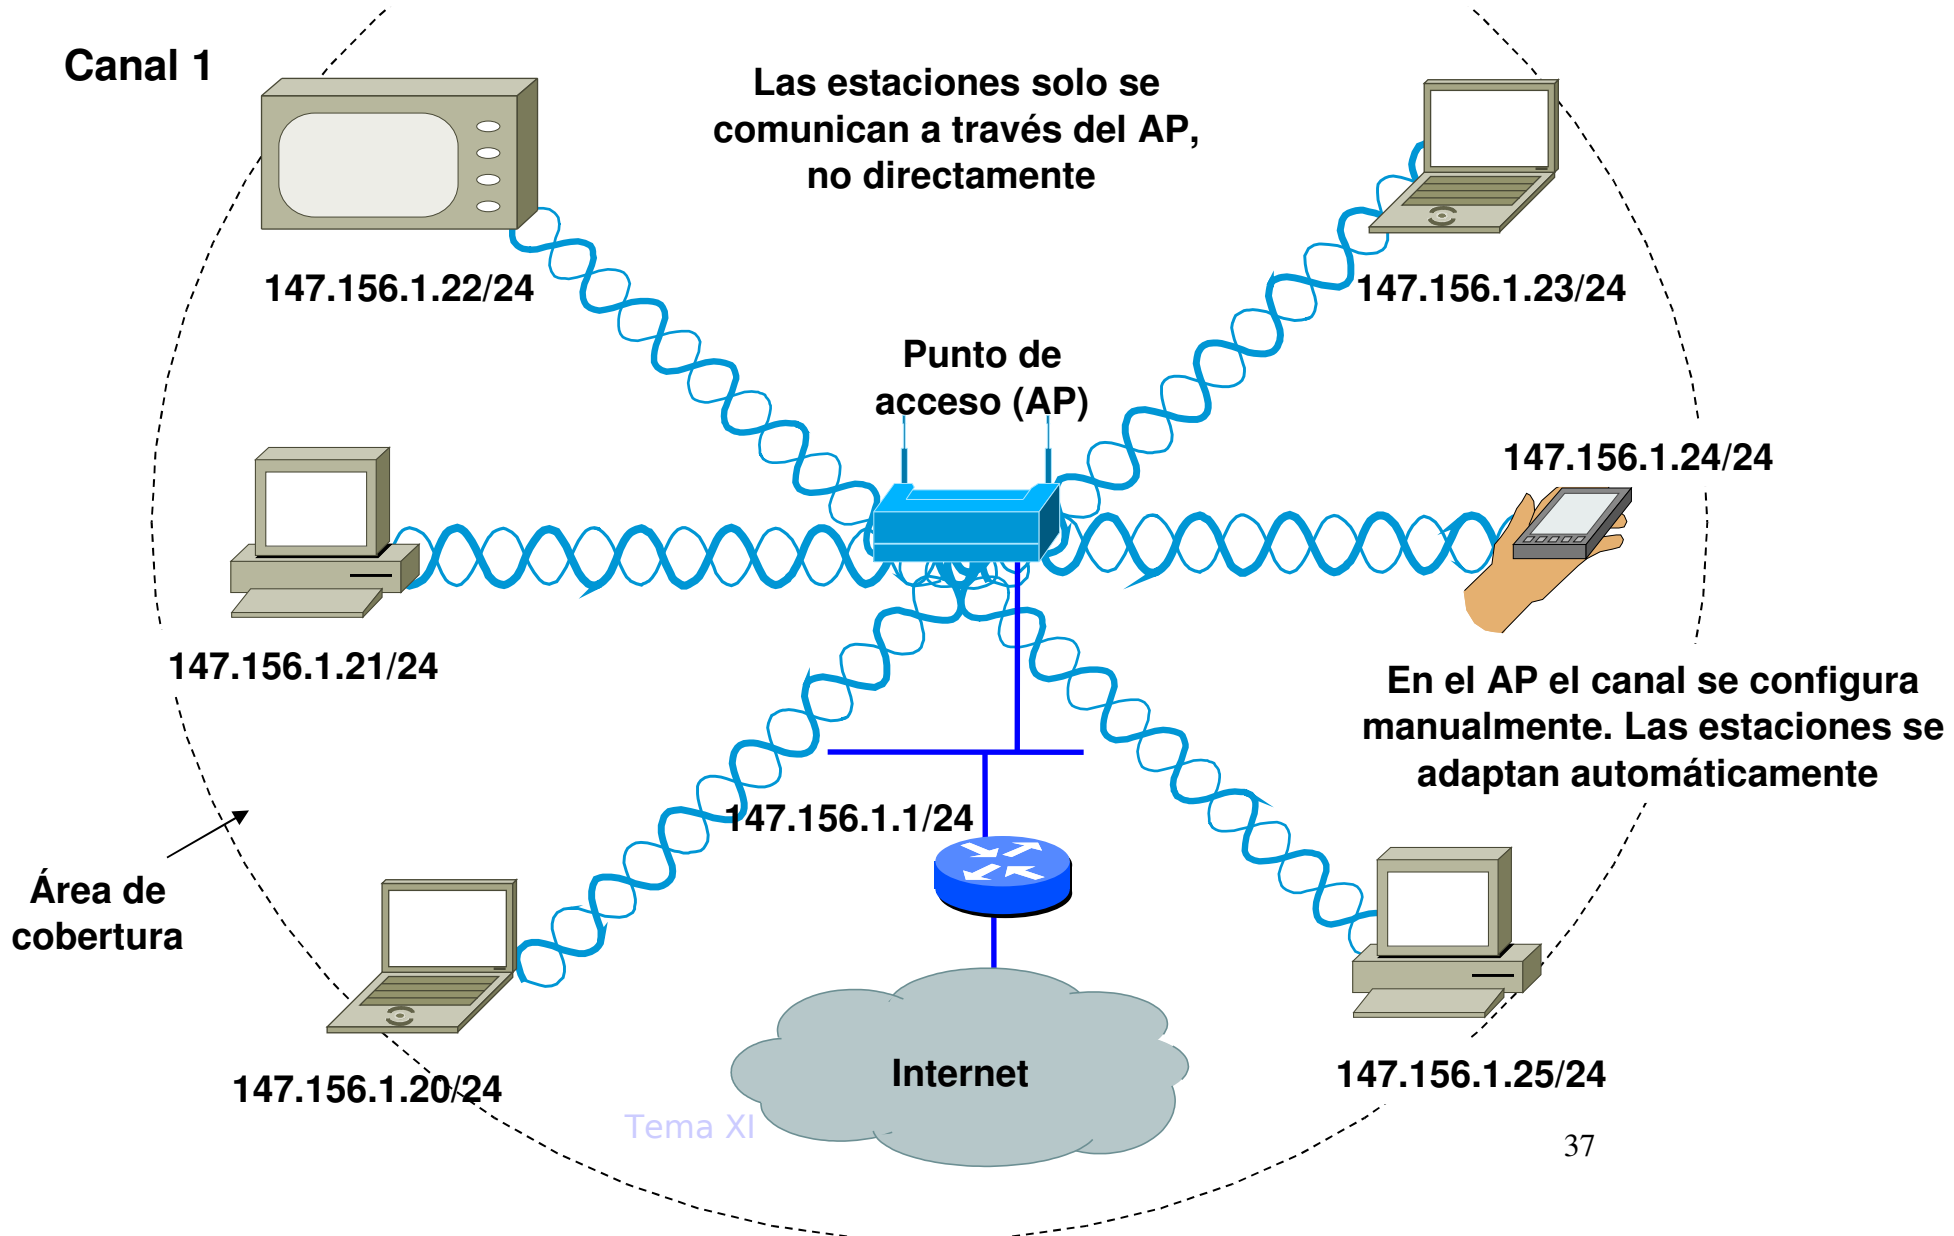 Canal 1
Las estaciones solo se
comunican a través del AP,
no directamente
147.156.1.22/24
147.156.1.23/24
Punto de
acceso (AP)
147.156.1.24/24
147.156.1.21/24
En el AP el canal se configura
manualmente. Las estaciones se
adaptan automáticamente
147.156.1.1/24
Área de
cobertura
Internet
147.156.1.20/24
147.156.1.25/24
Tema XI
37